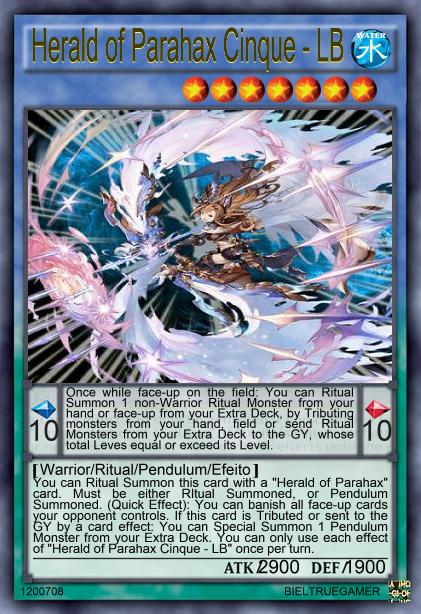 Herald of Parahax Cinque - LB
WATER
水
Once while face-up on the field: You can Ritual
Summon 1 non-Warrior Ritual Monster from your
hand or face-up from your Extra Deck, by Tributing
monsters from your hand, field or send Ritual
Monsters from your Extra Deck to the GY, whose
total Leves equal or exceed its Level.
10
10
[Warrior/Ritual/Pendulum/Efeito]
You can Ritual Summon this card with a "Herald of Parahax"
card. Must be either RItual Summoned, or Pendulum
Summoned. (Quick Effect): You can banish all face-up cards
your opponent controls. If this card is Tributed or sent to the
GY by a card effect: You can Special Summon 1 Pendulum
Monster from your Extra Deck. You can only use each effect
of "Herald of Parahax Cinque - LB" once per turn.
ATK 2900 DEF/1900
1200708
BIELTRUEGAMER